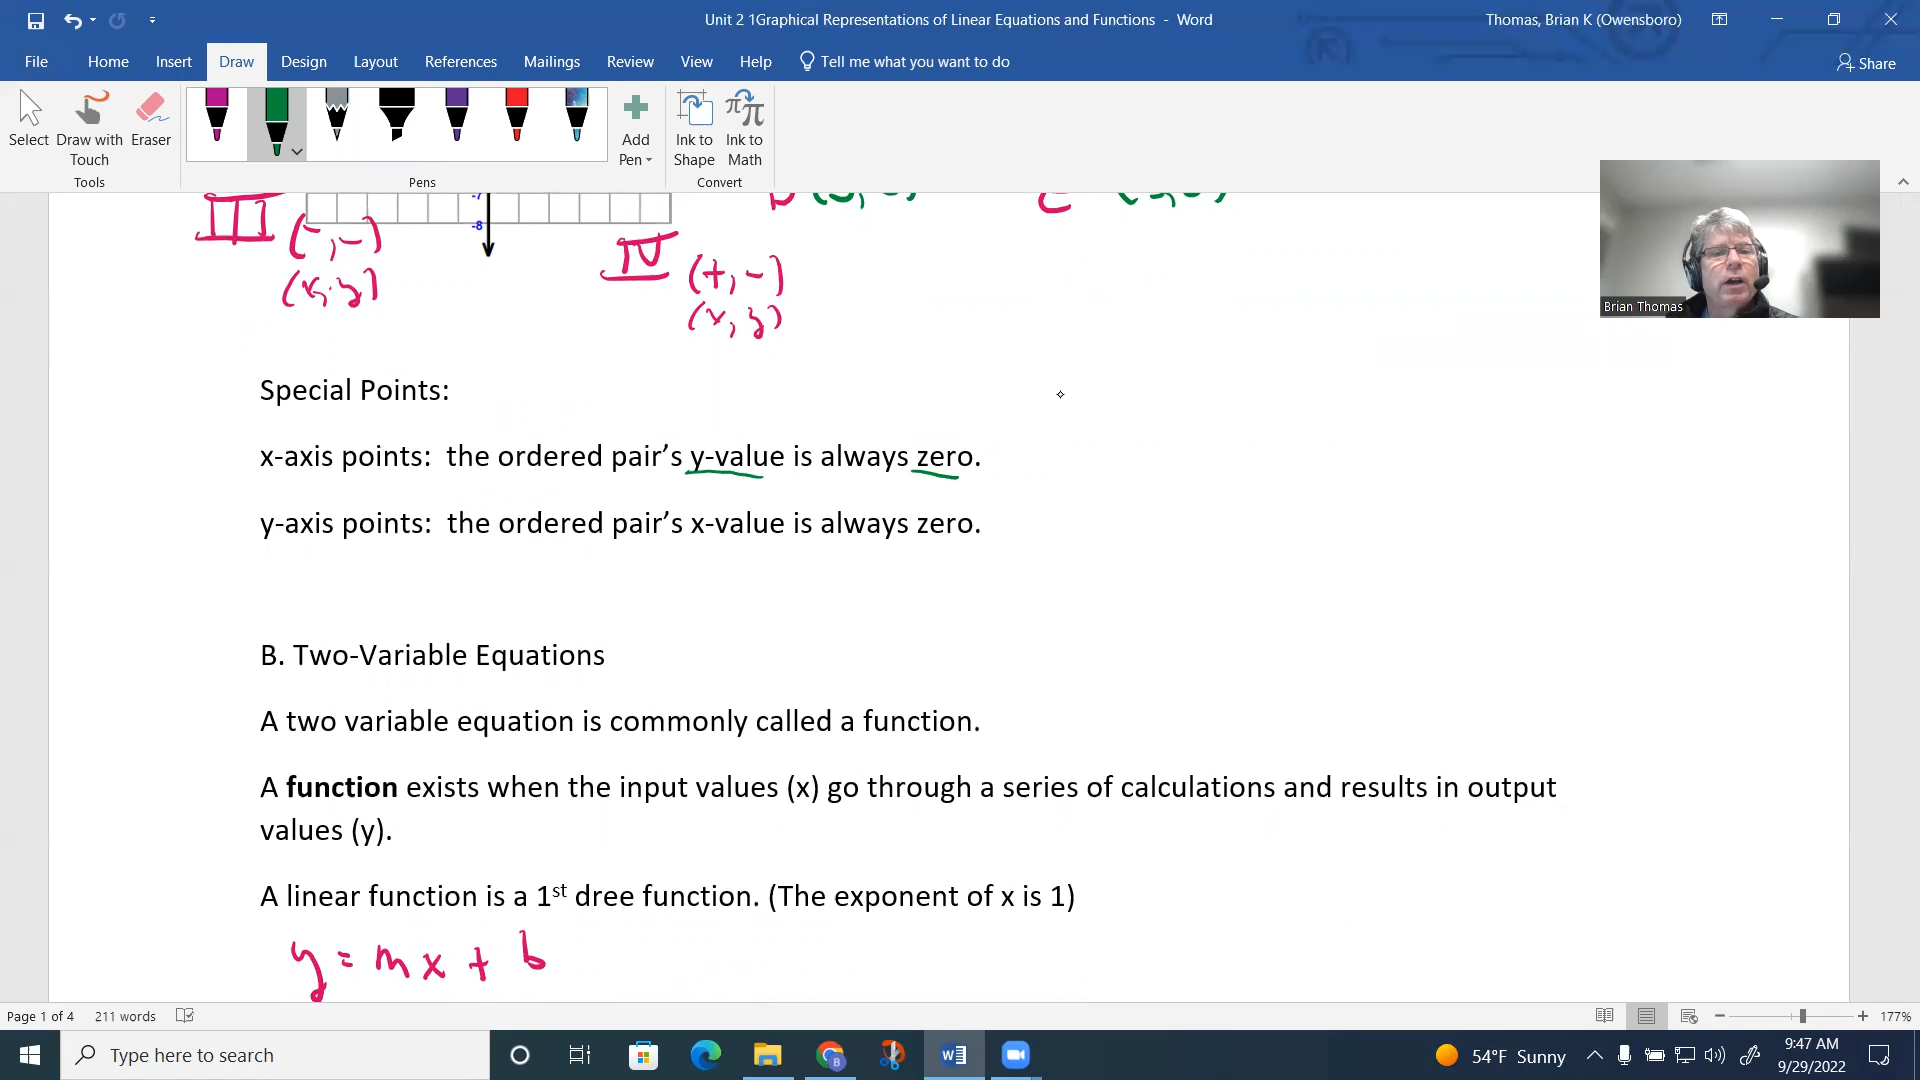 Unit 2 1Graphical Representations of Linear Equations and Functions - Word
Thomas, Brian K (Owensboro)
File Home Insert Draw Design Layout References Mailings Review View Help Tell me what you want to do Share
Select Draw with Touch Eraser Add Pen Ink to Shape Ink to Math
Tools Pens Convert
-7
-8
III (-, -)
(x, y)
IV (+, -)
(x, y)
Brian Thomas
Special Points:
x-axis points: the ordered pair’s y-value is always zero.
y-axis points: the ordered pair’s x-value is always zero.
B. Two-Variable Equations
A two variable equation is commonly called a function.
A function exists when the input values (x) go through a series of calculations and results in output
values (y).
A linear function is a 1st dree function. (The exponent of x is 1)
y = mx + b
Page 1 of 4 211 words 177%
Type here to search 54°F Sunny 9:47 AM
9/29/2022